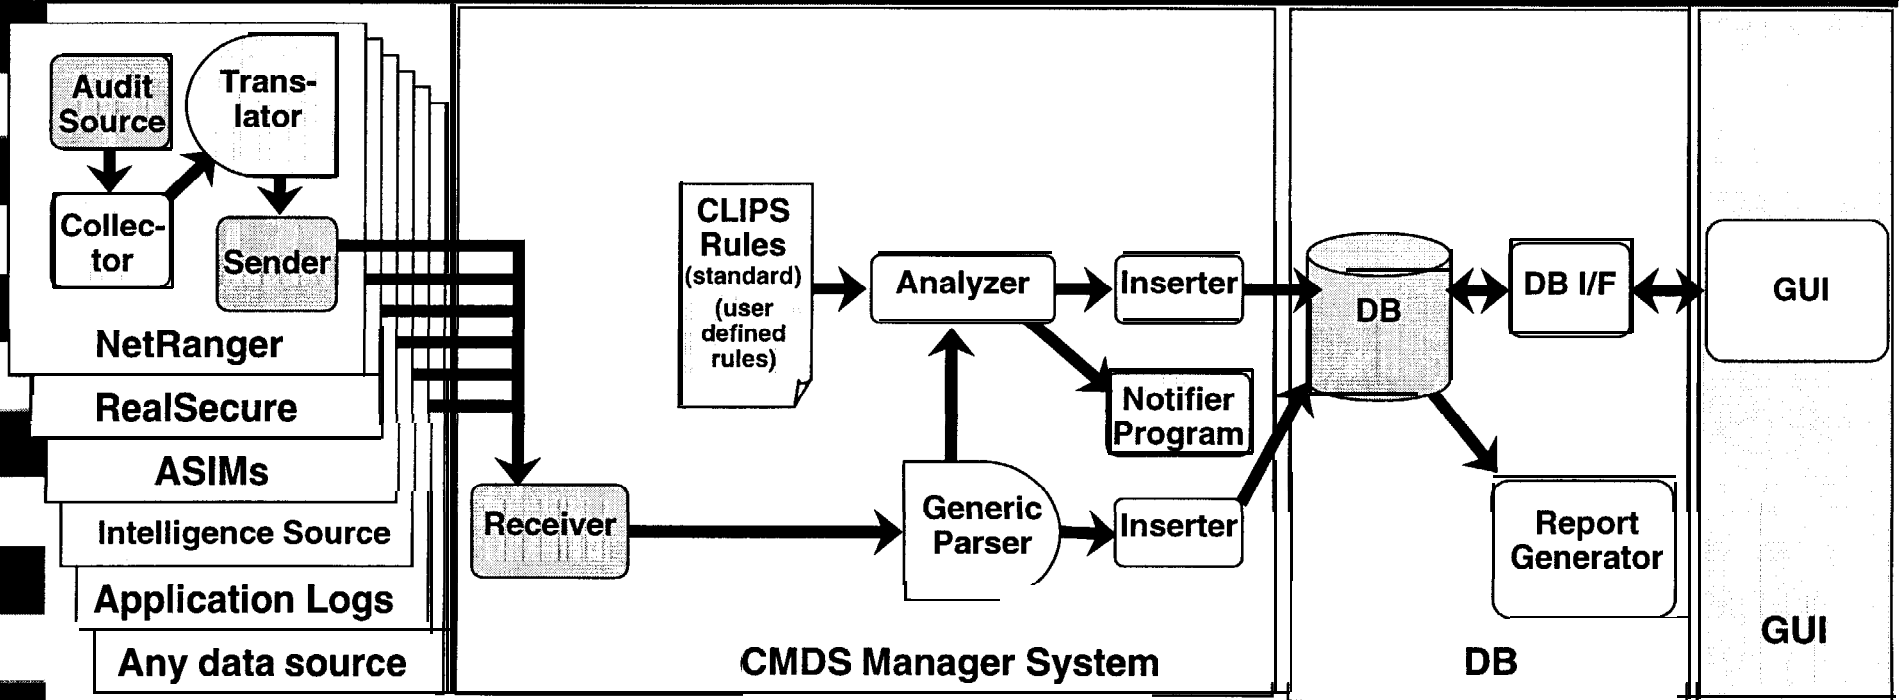 Audit
Source
Trans-
lator
Collec-
tor
Sender
NetRanger
RealSecure
ASIMs
Intelligence Source
Application Logs
Any data source
CLIPS
Rules
(standard)
(user
defined
rules)
Analyzer
Inserter
Notifier
Program
Receiver
Generic
Parser
Inserter
CMDS Manager System
DB
DB I/F
Report
Generator
DB
GUI
GUI